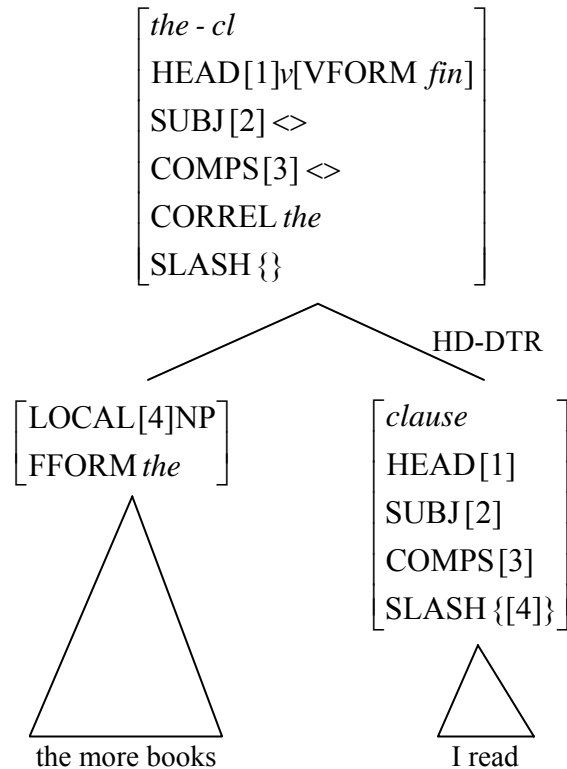 the - cl
HEAD[1]v[VFORM fin]
SUBJ[2]<>
COMPS[3]<>
CORREL the
SLASH{}
HD-DTR
LOCAL[4]NP
FFORM the
clause
HEAD[1]
SUBJ[2]
COMPS[3]
SLASH{[4]}
the more books
I read